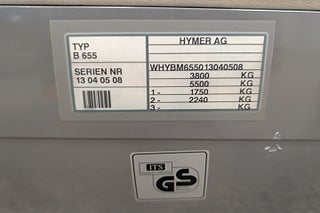 TYP
B 655
HYMER AG
SERIEN NR
13 04 05 08
WHYBM655013040508
3800 KG
5500 KG
1- 1750 KG
2- 2240 KG
3- KG
ITS
GS